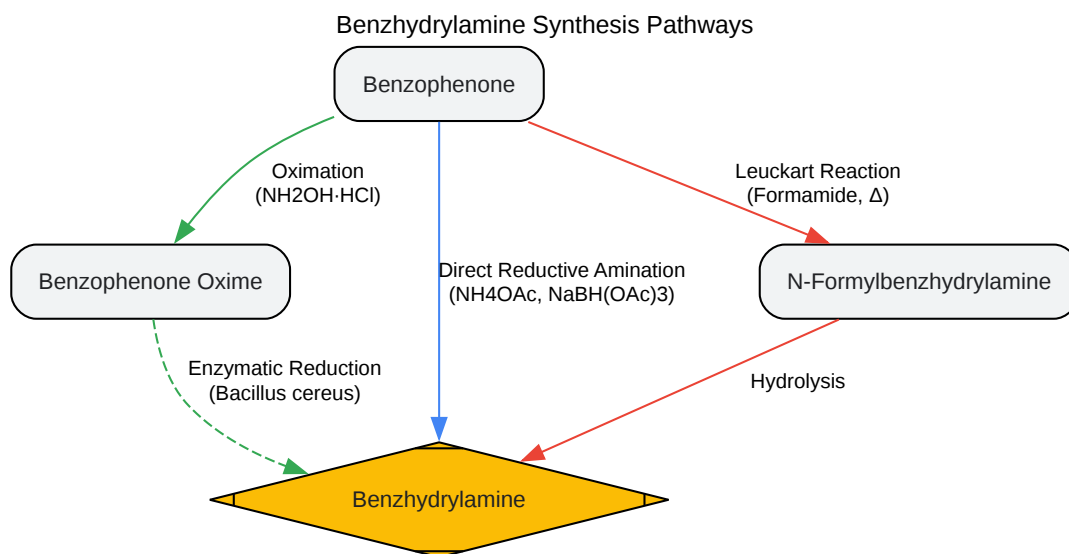 Benzhydrylamine Synthesis Pathways
Benzophenone
Oximation
(NH2OH·HCl)
Leuckart Reaction
(Formamide, Δ)
Benzophenone Oxime
Direct Reductive Amination
(NH4OAc, NaBH(OAc)3)
N-Formylbenzhydrylamine
Enzymatic Reduction
(Bacillus cereus)
Hydrolysis
Benzhydrylamine